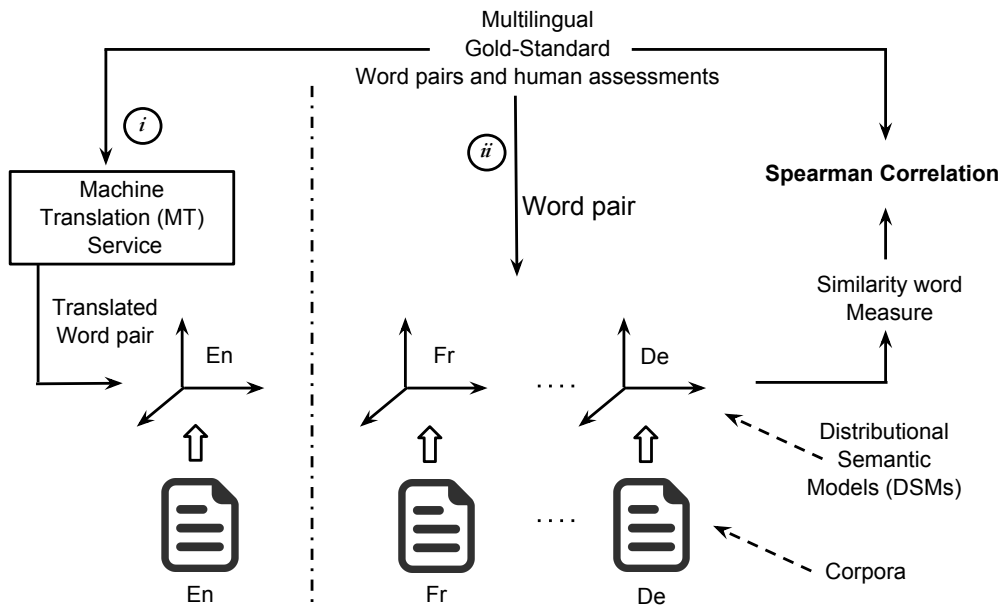 Multilingual
Gold-Standard
Word pairs and human assessments
i
ii
Machine
Translation (MT)
Service
Spearman Correlation
Word pair
Translated
Word pair
Similarity word
Measure
En
Fr
....
De
Distributional
Semantic
Models (DSMs)
....
Corpora
En
Fr
De